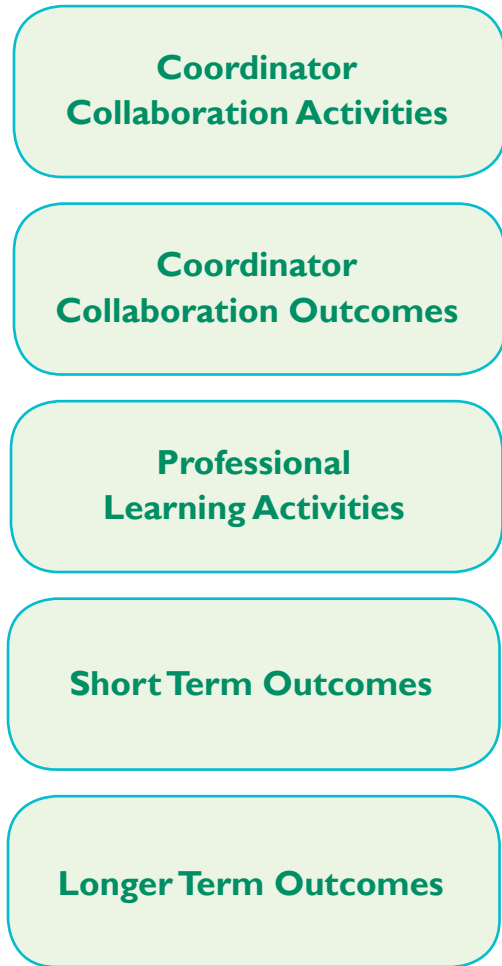 Coordinator
Collaboration Activities
Coordinator
Collaboration Outcomes
Professional
Learning Activities
Short Term Outcomes
Longer Term Outcomes